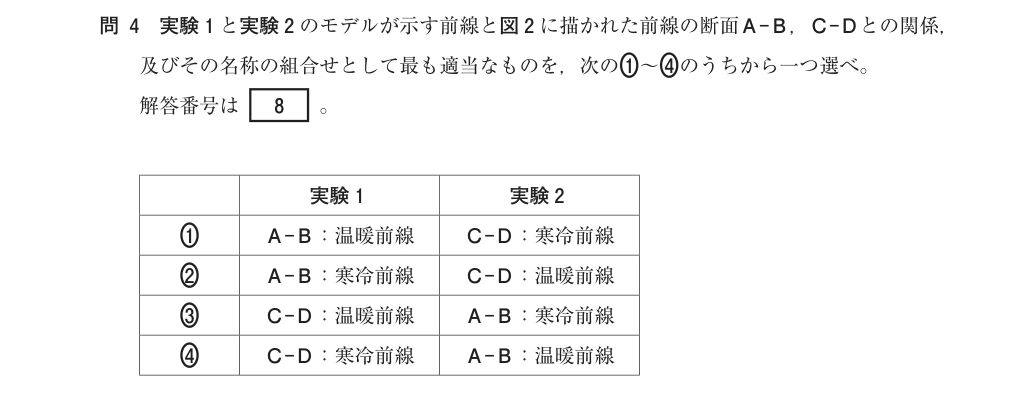 問 4 実験1と実験2のモデルが示す前線と図2に描かれた前線の断面A-B，C-Dとの関係，
及びその名称の組合せとして最も適当なものを，次の①～④のうちから一つ選べ。
解答番号は 8 。
実験1 実験2
① A-B：温暖前線 C-D：寒冷前線
② A-B：寒冷前線 C-D：温暖前線
③ C-D：温暖前線 A-B：寒冷前線
④ C-D：寒冷前線 A-B：温暖前線